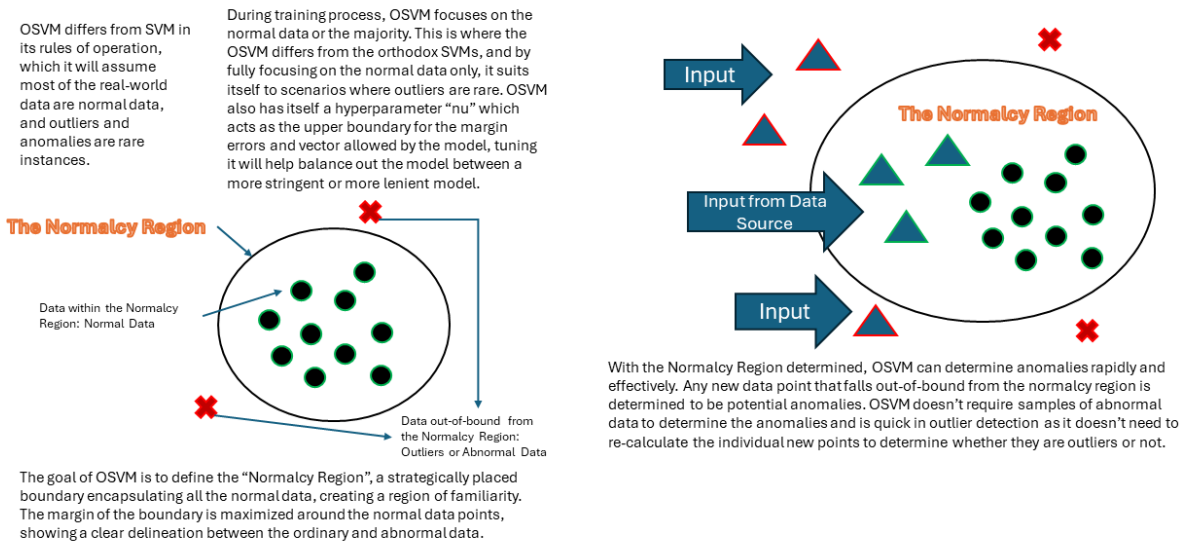 OSVM differs from SVM in
its rules of operation,
which it will assume
most of the real-world
data are normal data,
and outliers and
anomalies are rare
instances.
During training process, OSVM focuses on the
normal data or the majority. This is where the
OSVM differs from the orthodox SVMs, and by
fully focusing on the normal data only, it suits
itself to scenarios where outliers are rare. OSVM
also has itself a hyperparameter “nu” which
acts as the upper boundary for the margin
errors and vector allowed by the model, tuning
it will help balance out the model between a
more stringent or more lenient model.
The Normalcy Region
Data within the Normalcy
Region: Normal Data
Data out-of-bound from
the Normalcy Region:
Outliers or Abnormal Data
The goal of OSVM is to define the “Normalcy Region”, a strategically placed
boundary encapsulating all the normal data, creating a region of familiarity.
The margin of the boundary is maximized around the normal data points,
showing a clear delineation between the ordinary and abnormal data.
Input
The Normalcy Region
Input from Data
Source
Input
With the Normalcy Region determined, OSVM can determine anomalies rapidly and
effectively. Any new data point that falls out-of-bound from the normalcy region is
determined to be potential anomalies. OSVM doesn’t require samples of abnormal
data to determine the anomalies and is quick in outlier detection as it doesn’t need to
re-calculate the individual new points to determine whether they are outliers or not.